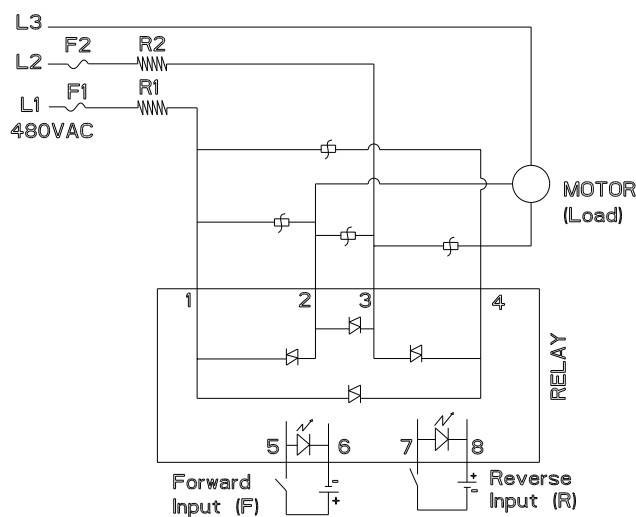 L3
F2
R2
L2
F1
R1
L1
480VAC
MOTOR
(Load)
1
2
3
4
RELAY
5
6
7
8
Forward
Input (F)
-
+
+
-
Reverse
Input (R)